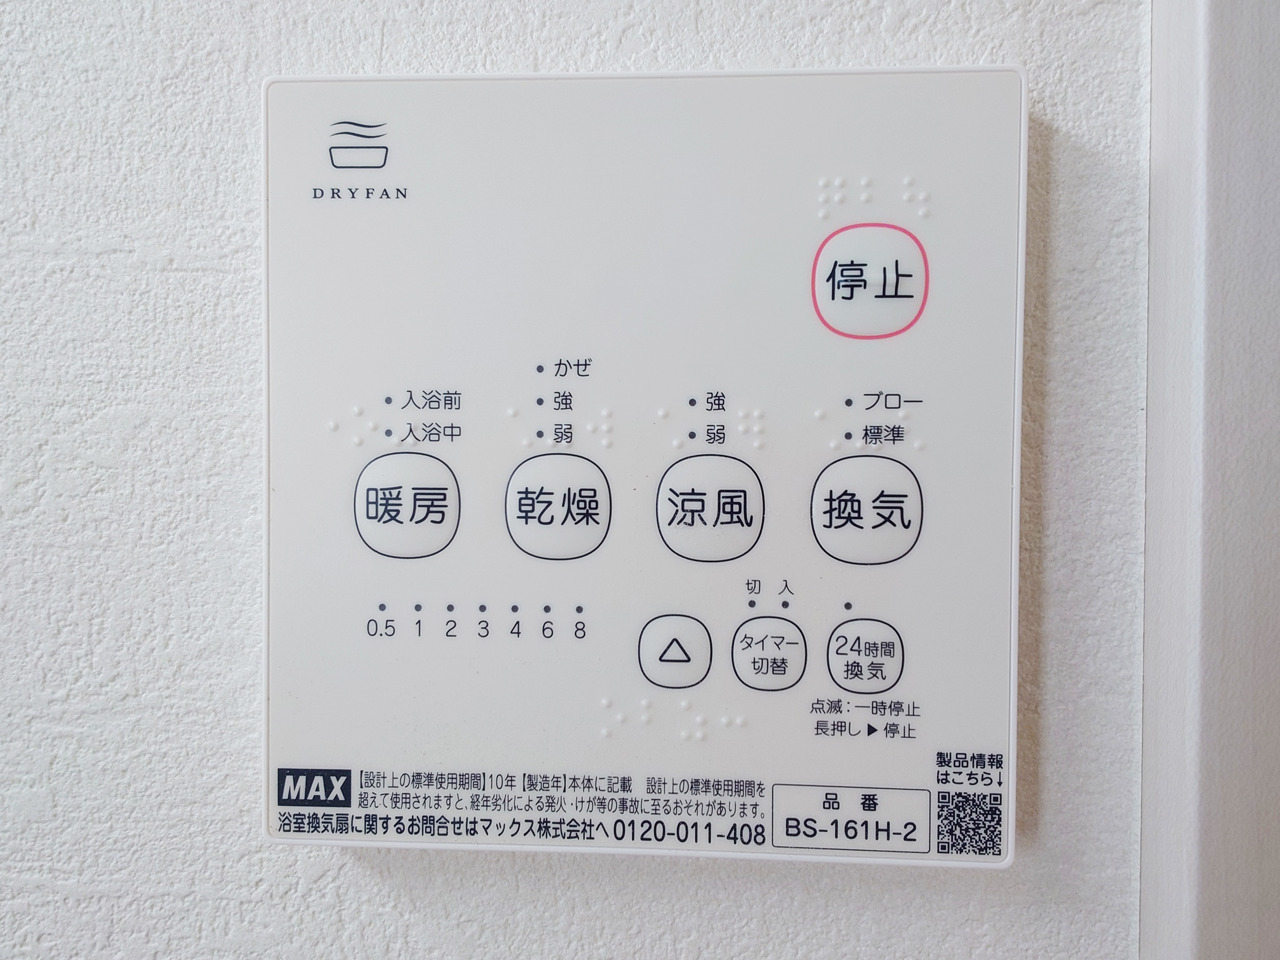 DRYFAN
停止
かぜ
入浴前 強 強 ブロー
入浴中 弱 弱 標準
暖房 乾燥 涼風 換気
切 入
0.5 1 2 3 4 6 8
△ タイマー切替 24時間換気
点滅：一時停止
長押し▶停止
製品情報
はこちら↓
MAX 【設計上の標準使用期間】10年【製造年】本体に記載 設計上の標準使用期間を
超えて使用されますと、経年劣化による発火・けが等の事故に至るおそれがあります。
浴室換気扇に関するお問合せはマックス株式会社へ 0120-011-408
品番
BS-161H-2